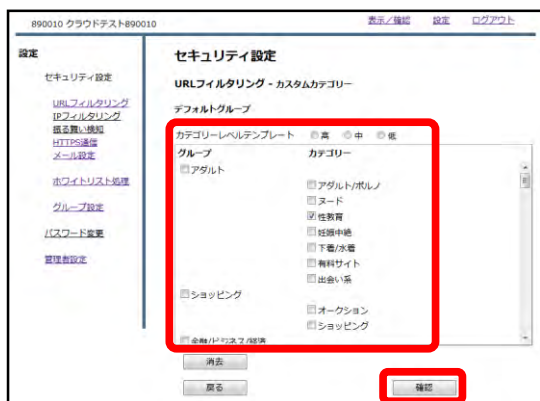 890010 クラウドテスト890010
表示/確認 設定 ログアウト
設定
セキュリティ設定
URLフィルタリング
IPフィルタリング
振る舞い検知
HTTPS通信
メール設定
ホワイトリスト処理
グループ設定
パスワード変更
管理者設定
セキュリティ設定
URLフィルタリング - カスタムカテゴリー
デフォルトグループ
カテゴリーレベルテンプレート 高 中 低
グループ カテゴリー
アダルト
アダルト/ポルノ
ヌード
性教育
妊娠中絶
下着/水着
有料サイト
出会い系
ショッピング
オークション
ショッピング
金融/ビジネス/経済
消去
戻る 確認